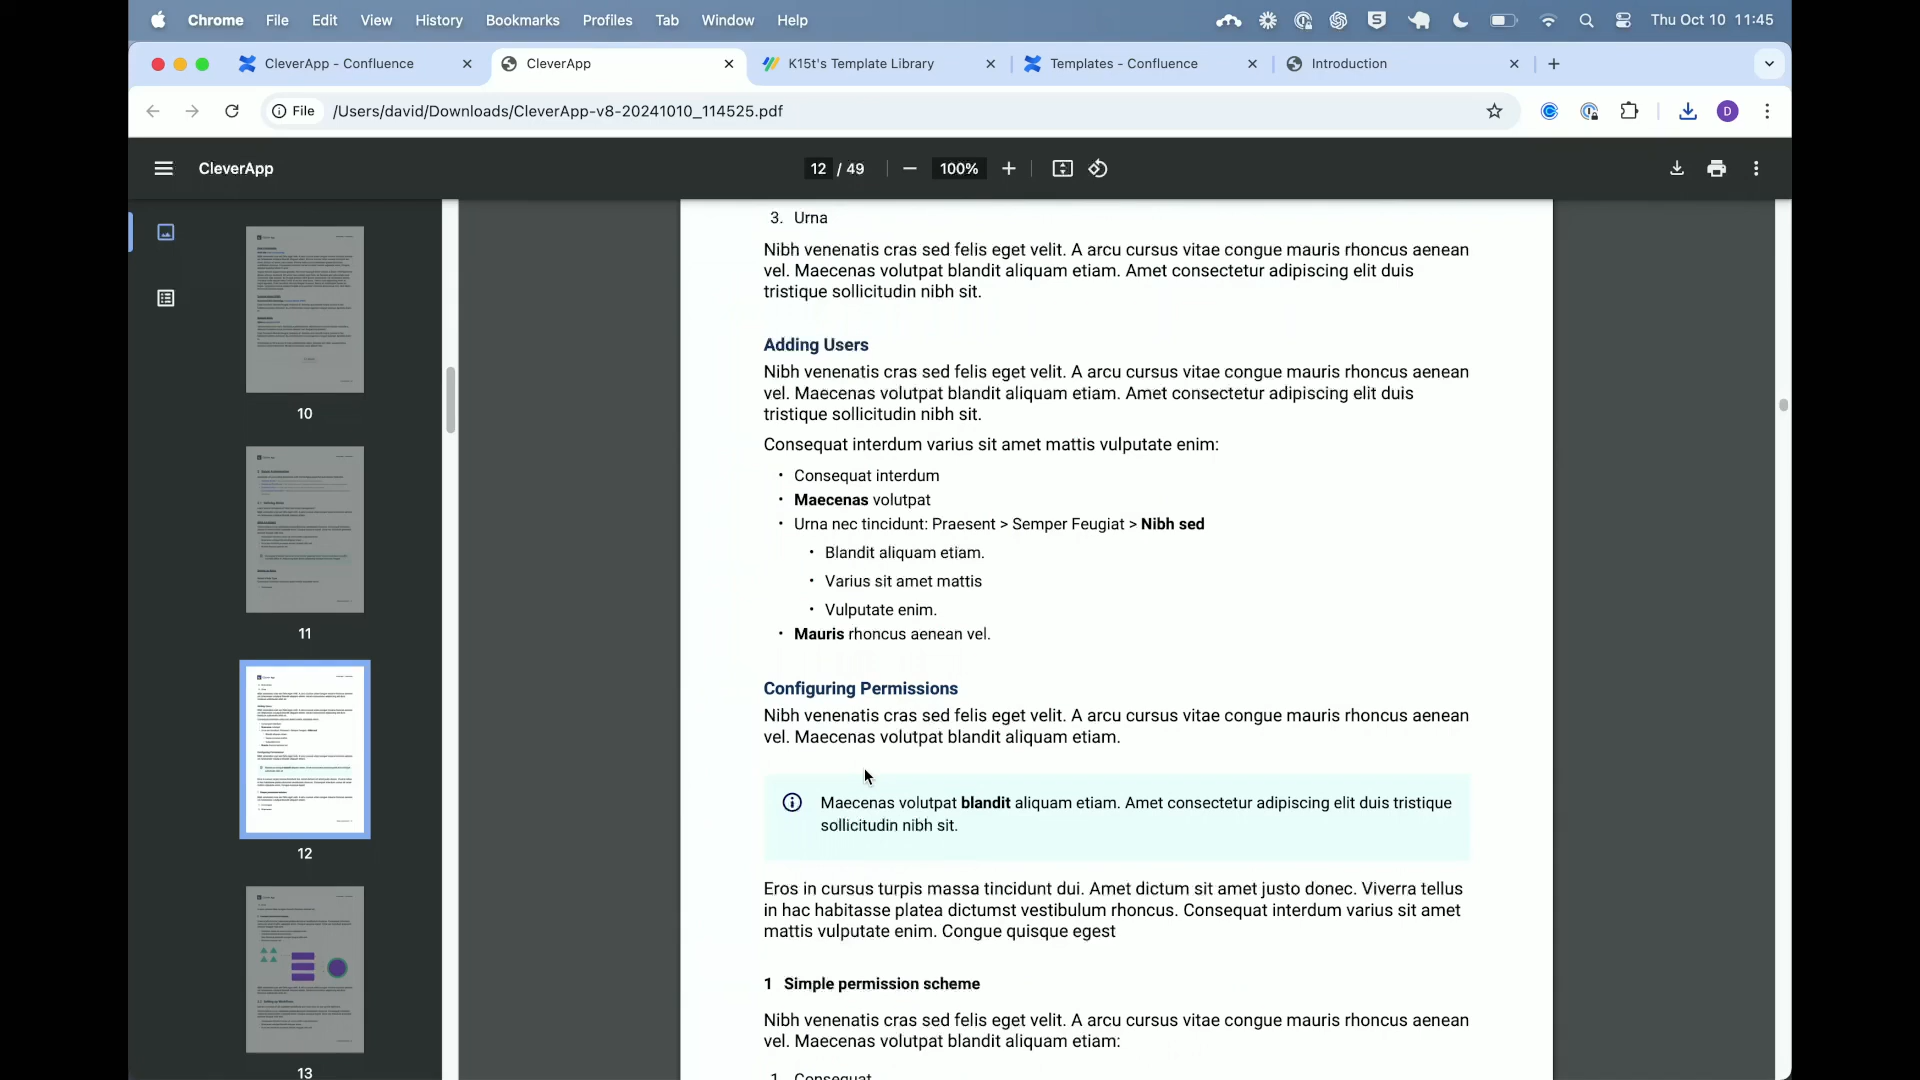 Chrome File Edit View History Bookmarks Profiles Tab Window Help Thu Oct 10 11:45
CleverApp - Confluence CleverApp K15t's Template Library Templates - Confluence Introduction
File /Users/david/Downloads/CleverApp-v8-20241010_114525.pdf D
CleverApp 12 / 49 100%
10
11
12
13
3. Urna
Nibh venenatis cras sed felis eget velit. A arcu cursus vitae congue mauris rhoncus aenean
vel. Maecenas volutpat blandit aliquam etiam. Amet consectetur adipiscing elit duis
tristique sollicitudin nibh sit.
Adding Users
Nibh venenatis cras sed felis eget velit. A arcu cursus vitae congue mauris rhoncus aenean
vel. Maecenas volutpat blandit aliquam etiam. Amet consectetur adipiscing elit duis
tristique sollicitudin nibh sit.
Consequat interdum varius sit amet mattis vulputate enim:
• Consequat interdum
• Maecenas volutpat
• Urna nec tincidunt: Praesent > Semper Feugiat > Nibh sed
• Blandit aliquam etiam.
• Varius sit amet mattis
• Vulputate enim.
• Mauris rhoncus aenean vel.
Configuring Permissions
Nibh venenatis cras sed felis eget velit. A arcu cursus vitae congue mauris rhoncus aenean
vel. Maecenas volutpat blandit aliquam etiam.
Maecenas volutpat blandit aliquam etiam. Amet consectetur adipiscing elit duis tristique
sollicitudin nibh sit.
Eros in cursus turpis massa tincidunt dui. Amet dictum sit amet justo donec. Viverra tellus
in hac habitasse platea dictumst vestibulum rhoncus. Consequat interdum varius sit amet
mattis vulputate enim. Congue quisque egest
1 Simple permission scheme
Nibh venenatis cras sed felis eget velit. A arcu cursus vitae congue mauris rhoncus aenean
vel. Maecenas volutpat blandit aliquam etiam:
1. Consequat